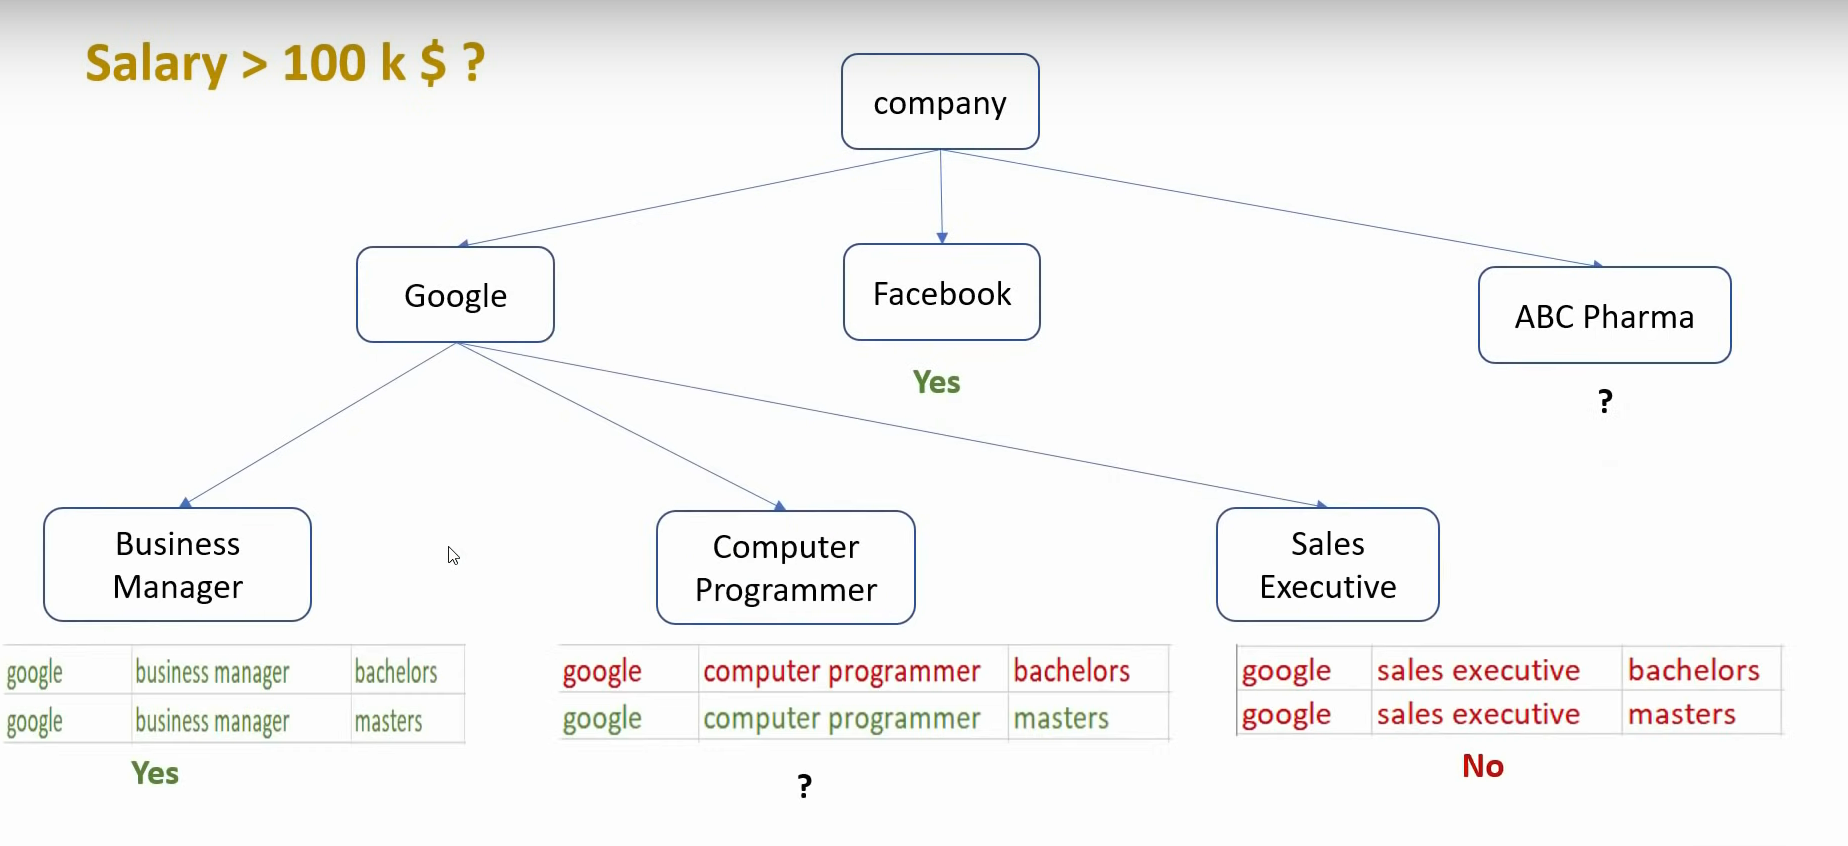 Salary > 100 k $ ?
company
Google
Facebook
ABC Pharma
Yes
?
Business
Manager
Computer
Programmer
Sales
Executive
google business manager bachelors
google business manager masters
Yes
google computer programmer bachelors
google computer programmer masters
?
google sales executive bachelors
google sales executive masters
No